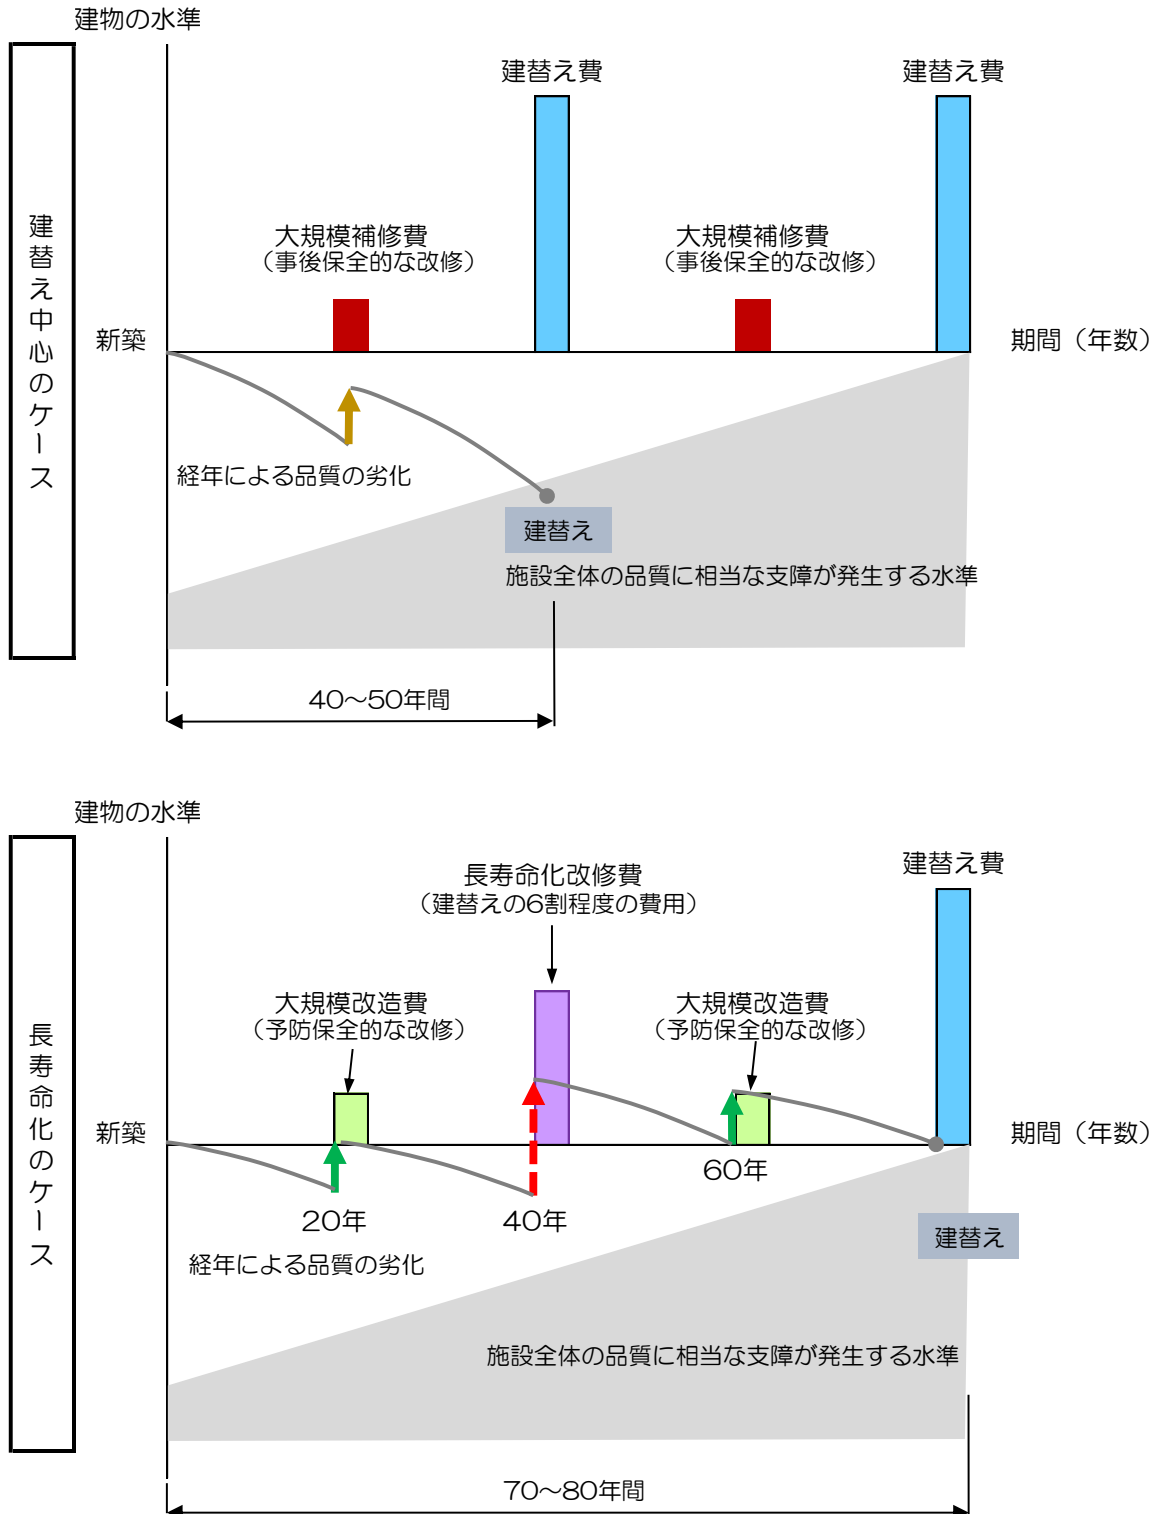 建物の水準
建替え中心のケース
建替え費
建替え費
大規模補修費
（事後保全的な改修）
大規模補修費
（事後保全的な改修）
新築
期間（年数）
経年による品質の劣化
建替え
施設全体の品質に相当な支障が発生する水準
40～50年間
建物の水準
長寿命化のケース
建替え費
長寿命化改修費
（建替えの6割程度の費用）
大規模改造費
（予防保全的な改修）
大規模改造費
（予防保全的な改修）
新築
期間（年数）
60年
20年
40年
経年による品質の劣化
建替え
施設全体の品質に相当な支障が発生する水準
70～80年間